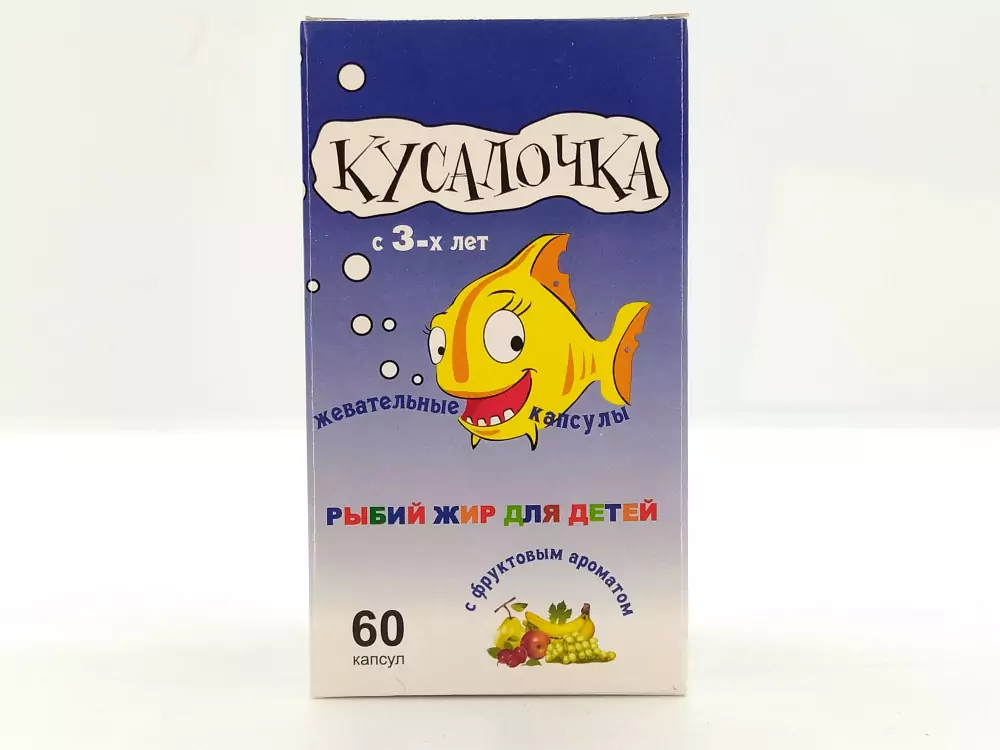 КУСАЛОЧКА
с 3-х лет
жевательные капсулы
РЫБИЙ ЖИР ДЛЯ ДЕТЕЙ
с фруктовым ароматом
60
капсул